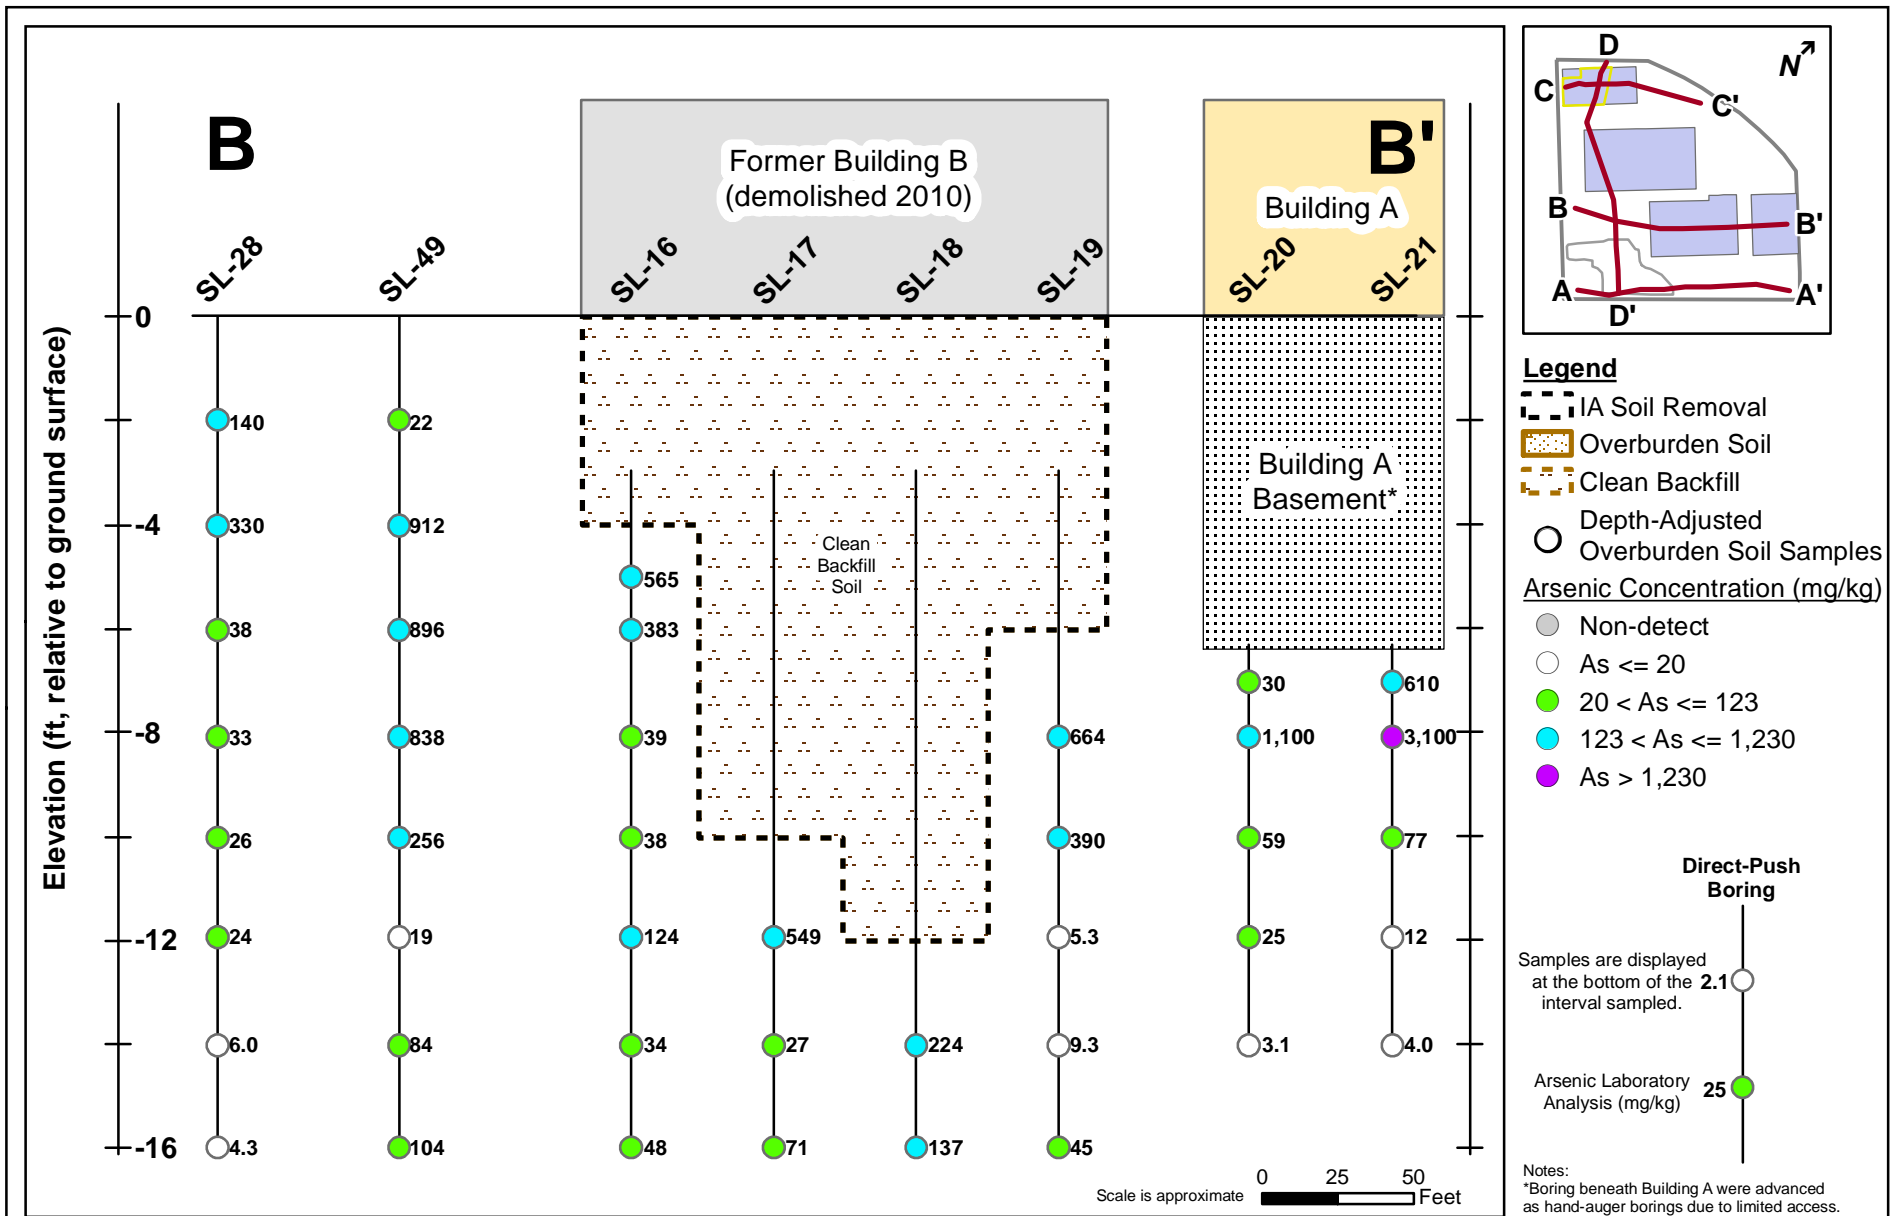 B
B'
Former Building B
(demolished 2010)
Building A
SL-28
SL-49
SL-16
SL-17
SL-18
SL-19
SL-20
SL-21
Elevation (ft, relative to ground surface)
0
-4
-8
-12
-16
140
330
38
33
26
24
6.0
4.3
22
912
896
838
256
19
84
104
565
383
39
38
124
34
48
Clean
Backfill
Soil
549
27
71
224
137
664
390
5.3
9.3
45
Building A
Basement*
30
1,100
59
25
3.1
610
3,100
77
12
4.0
Scale is approximate
0 25 50
Feet
D
N
C
C'
B
B'
A
A'
D'
Legend
IA Soil Removal
Overburden Soil
Clean Backfill
Depth-Adjusted
Overburden Soil Samples
Arsenic Concentration (mg/kg)
Non-detect
As <= 20
20 < As <= 123
123 < As <= 1,230
As > 1,230
Direct-Push
Boring
Samples are displayed
at the bottom of the
interval sampled.
2.1
Arsenic Laboratory
Analysis (mg/kg)
25
Notes:
*Boring beneath Building A were advanced
as hand-auger borings due to limited access.